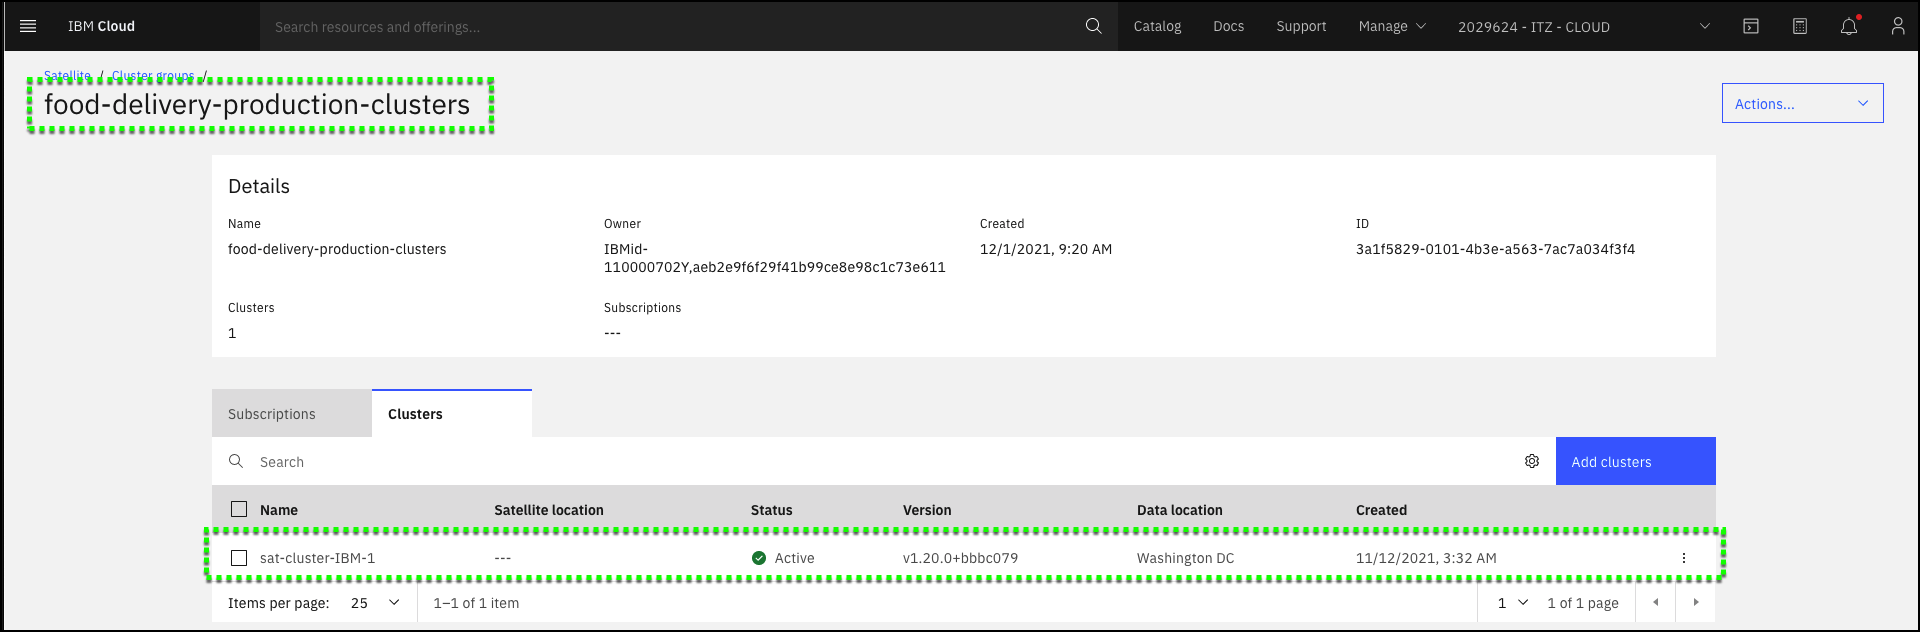 IBM Cloud
Search resources and offerings...
Catalog
Docs
Support
Manage
2029624 - ITZ - CLOUD
Satellite / Cluster groups /
food-delivery-production-clusters
Actions...
Details
Name
food-delivery-production-clusters
Owner
IBMid-
110000702Y,aeb2e9f6f29f41b99ce8e98c1c73e611
Created
12/1/2021, 9:20 AM
ID
3a1f5829-0101-4b3e-a563-7ac7a034f3f4
Clusters
1
Subscriptions
---
Subscriptions
Clusters
Search
Add clusters
Name Satellite location Status Version Data location Created
sat-cluster-IBM-1 --- Active v1.20.0+bbbc079 Washington DC 11/12/2021, 3:32 AM
Items per page: 25 1–1 of 1 item 1 1 of 1 page